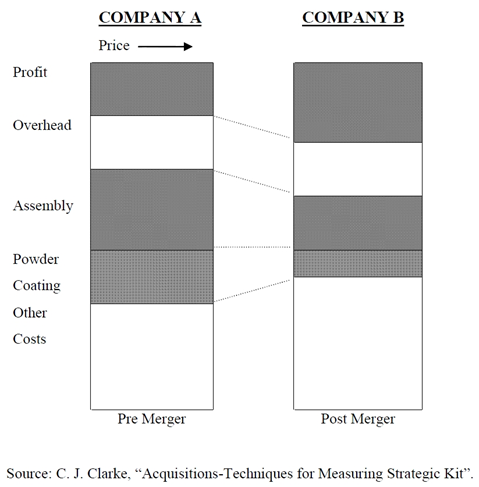 COMPANY A COMPANY B
Price
Profit
Overhead
Assembly
Powder
Coating
Other
Costs
Pre Merger Post Merger
Source: C. J. Clarke, “Acquisitions-Techniques for Measuring Strategic Kit”.